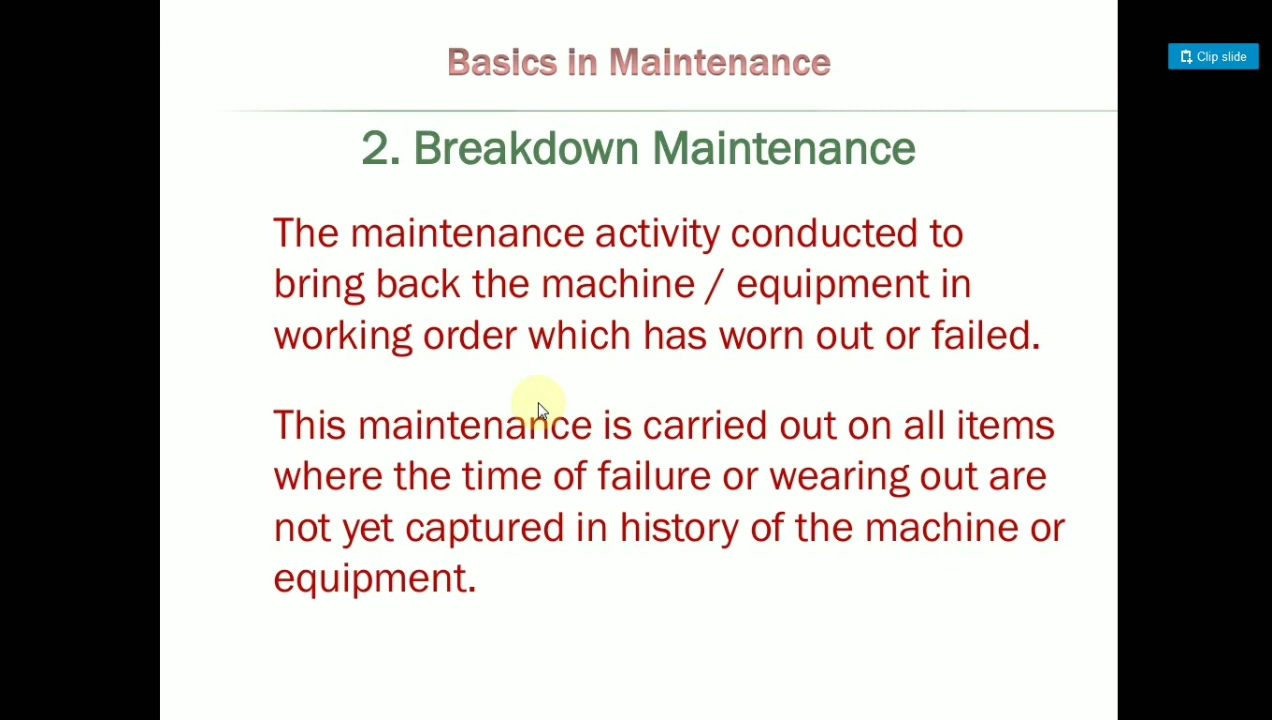 Basics in Maintenance
Clip slide
2. Breakdown Maintenance
The maintenance activity conducted to
bring back the machine / equipment in
working order which has worn out or failed.
This maintenance is carried out on all items
where the time of failure or wearing out are
not yet captured in history of the machine or
equipment.